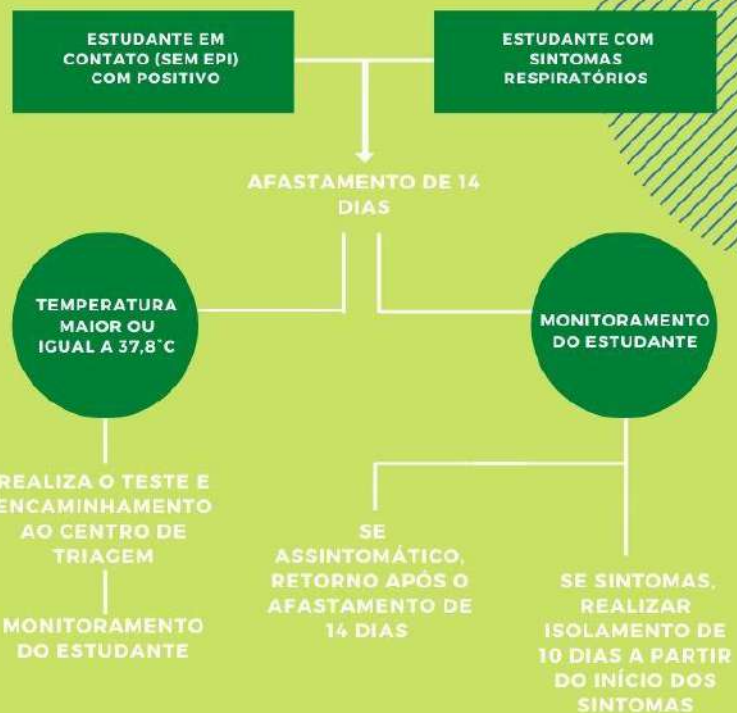 ESTUDANTE EM
CONTATO (SEM EPI)
COM POSITIVO
ESTUDANTE COM
SINTOMAS
RESPIRATÓRIOS
AFASTAMENTO DE 14
DIAS
TEMPERATURA
MAIOR OU
IGUAL A 37,8°C
MONITORAMENTO
DO ESTUDANTE
REALIZA O TESTE E
ENCAMINHAMENTO
AO CENTRO DE
TRIAGEM
MONITORAMENTO
DO ESTUDANTE
SE
ASSINTOMÁTICO,
RETORNO APÓS O
AFASTAMENTO DE
14 DIAS
SE SINTOMAS,
REALIZAR
ISOLAMENTO DE
10 DIAS A PARTIR
DO INÍCIO DOS
SINTOMAS